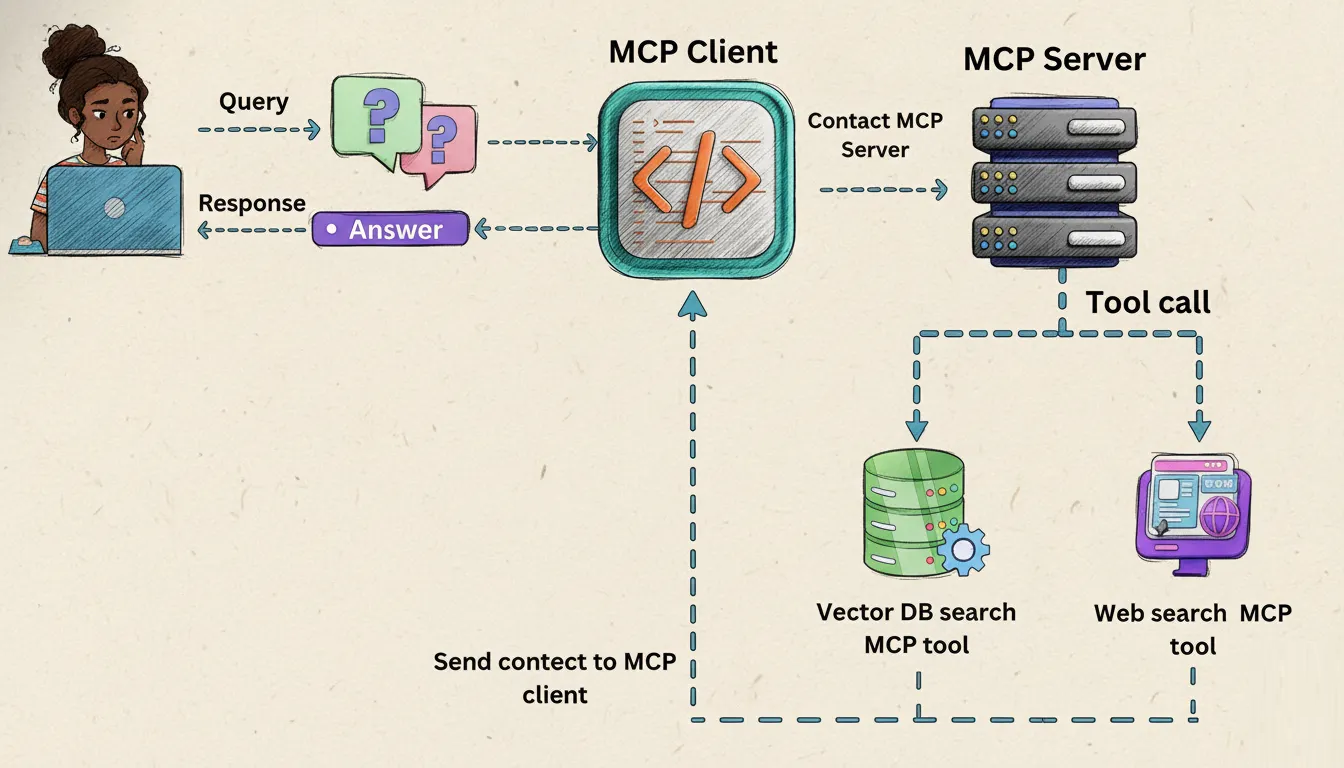 MCP Client
MCP Server
Query
Contact MCP
Server
Response
Answer
Tool call
Vector DB search
MCP tool
Web search MCP
tool
Send contect to MCP
client